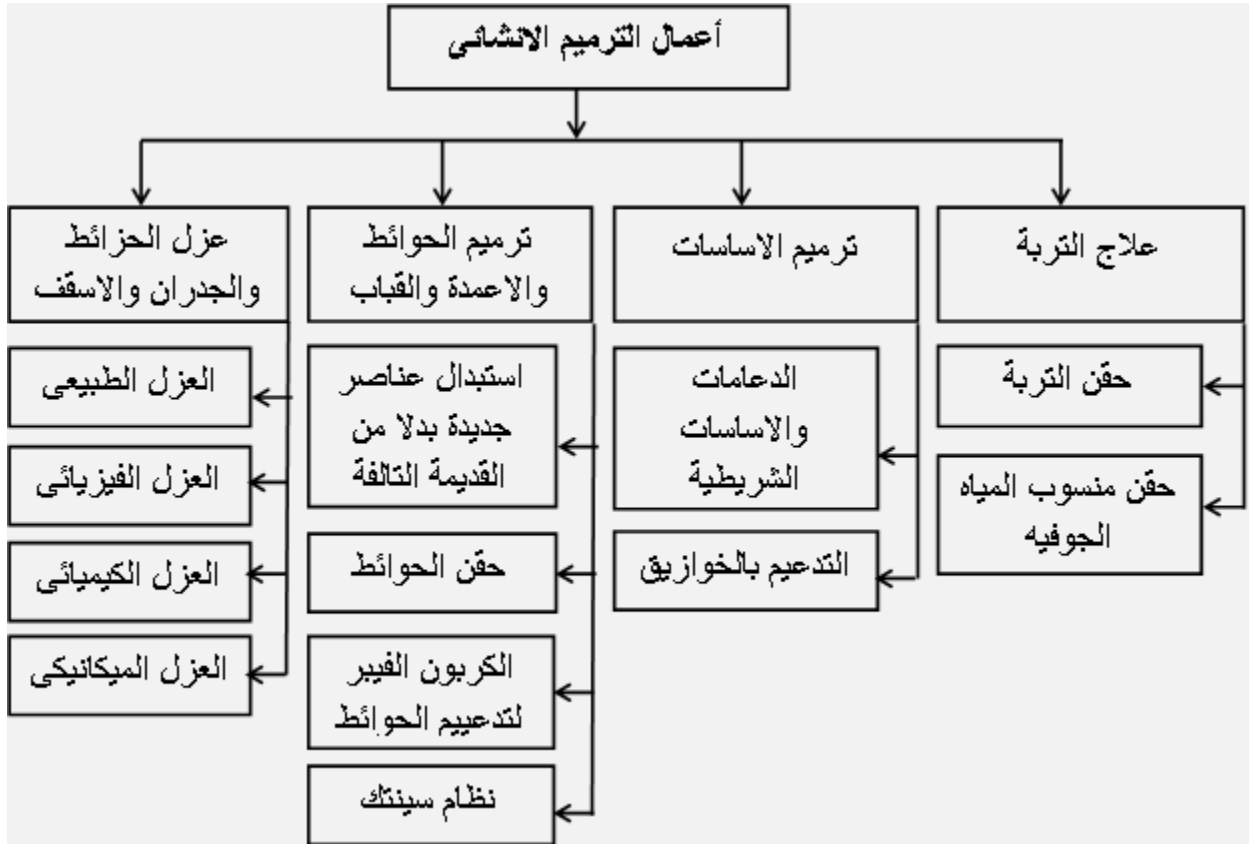 أعمال الترميم الانشائى
علاج التربة
حقن التربة
حقن منسوب المياه
الجوفيه
ترميم الاساسات
الدعامات
والاساسات
الشريطية
التدعيم بالخوازيق
ترميم الحوائط
والاعمدة والقباب
استبدال عناصر
جديدة بدلا من
القديمة التالفة
حقن الحوائط
الكربون الفيبر
لتدعييم الحوائط
نظام سينتك
عزل الحزائط
والجدران والاسقف
العزل الطبيعى
العزل الفيزيائى
العزل الكيميائى
العزل الميكانيكى